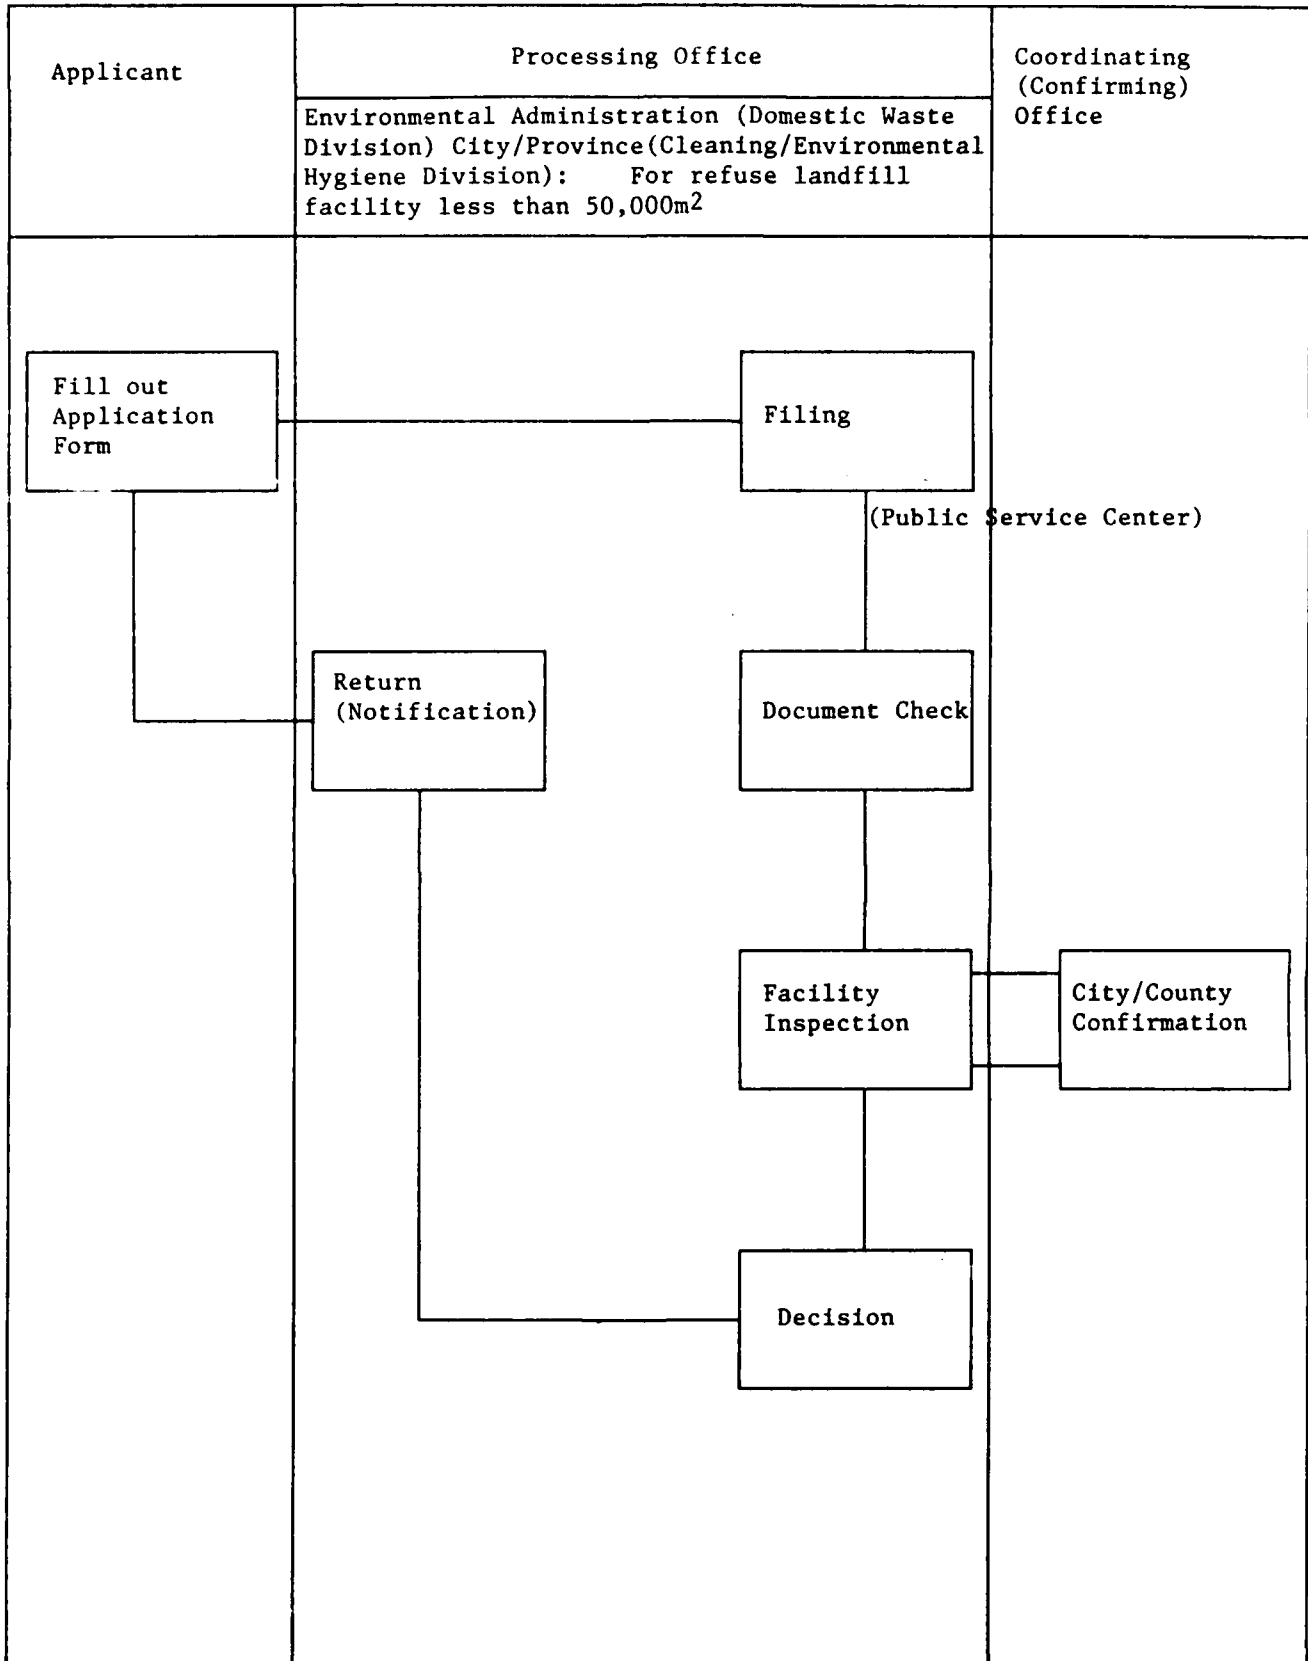 Applicant
Processing Office
Coordinating
(Confirming)
Office
Environmental Administration (Domestic Waste
Division) City/Province(Cleaning/Environmental
Hygiene Division): For refuse landfill
facility less than 50,000m2
Fill out
Application
Form
Filing
(Public Service Center)
Return
(Notification)
Document Check
Facility
Inspection
City/County
Confirmation
Decision